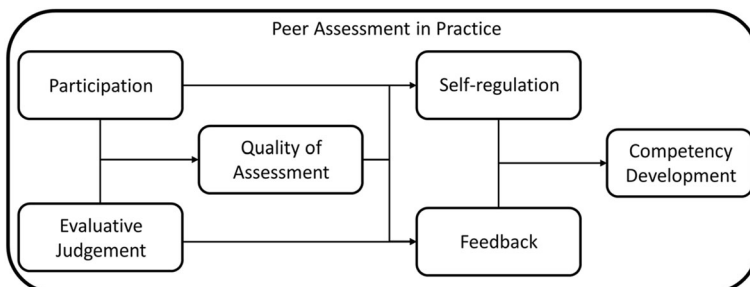 Peer Assessment in Practice
Participation
Self-regulation
Quality of
Assessment
Competency
Development
Evaluative
Judgement
Feedback